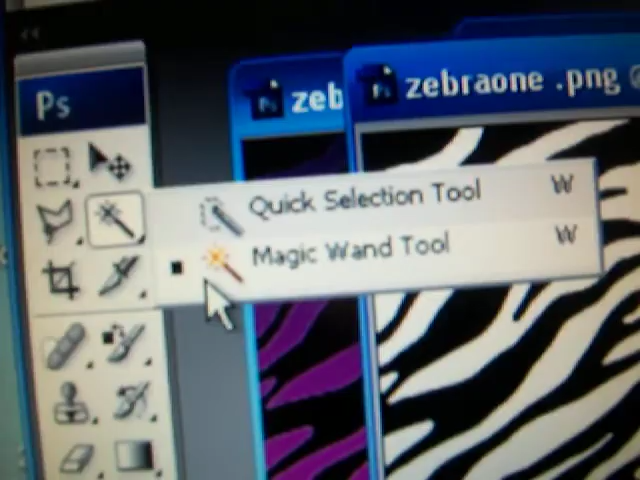 Ps
zeb
zebraone .png @
Quick Selection Tool W
Magic Wand Tool W